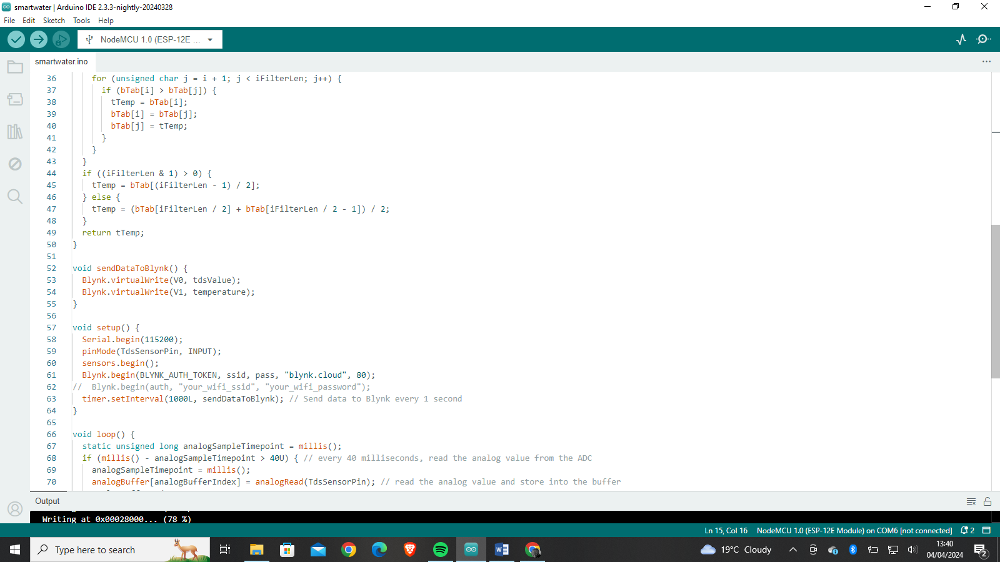 smartwater | Arduino IDE 2.3.3-nightly-20240328
File Edit Sketch Tools Help
NodeMCU 1.0 (ESP-12E ...
smartwater.ino
36 for (unsigned char j = i + 1; j < iFilterLen; j++) {
37 if (bTab[i] > bTab[j]) {
38 tTemp = bTab[i];
39 bTab[i] = bTab[j];
40 bTab[j] = tTemp;
41 }
42 }
43 }
44 if ((iFilterLen & 1) > 0) {
45 tTemp = bTab[(iFilterLen - 1) / 2];
46 } else {
47 tTemp = (bTab[iFilterLen / 2] + bTab[iFilterLen / 2 - 1]) / 2;
48 }
49 return tTemp;
50 }
51
52 void sendDataToBlynk() {
53 Blynk.virtualWrite(V0, tdsValue);
54 Blynk.virtualWrite(V1, temperature);
55 }
56
57 void setup() {
58 Serial.begin(115200);
59 pinMode(TdsSensorPin, INPUT);
60 sensors.begin();
61 Blynk.begin(BLYNK_AUTH_TOKEN, ssid, pass, "blynk.cloud", 80);
62 // Blynk.begin(auth, "your_wifi_ssid", "your_wifi_password");
63 timer.setInterval(1000L, sendDataToBlynk); // Send data to Blynk every 1 second
64 }
65
66 void loop() {
67 static unsigned long analogSampleTimepoint = millis();
68 if (millis() - analogSampleTimepoint > 40U) { // every 40 milliseconds, read the analog value from the ADC
69 analogSampleTimepoint = millis();
70 analogBuffer[analogBufferIndex] = analogRead(TdsSensorPin); // read the analog value and store into the buffer
Output
Writing at 0x00028000... (78 %)
Ln 15, Col 16 NodeMCU 1.0 (ESP-12E Module) on COM6 [not connected] 2
Type here to search
19°C Cloudy
13:40
04/04/2024
2